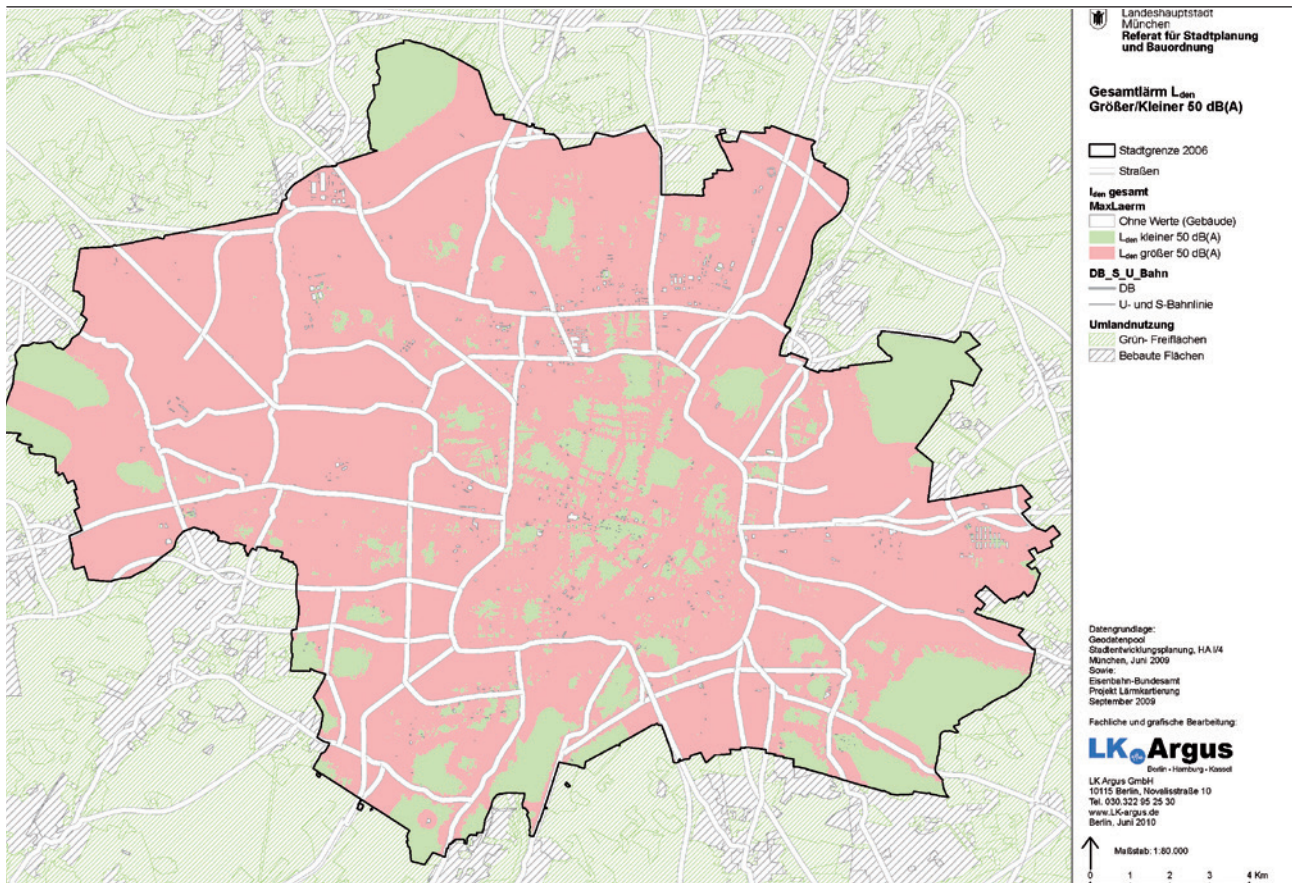 Landeshauptstadt
München
Referat für Stadtplanung
und Bauordnung
Gesamtlärm Lden
Größer/Kleiner 50 dB(A)
Stadtgrenze 2006
Straßen
lden gesamt
MaxLaerm
Ohne Werte (Gebäude)
Lden kleiner 50 dB(A)
Lden größer 50 dB(A)
DB_S_U_Bahn
DB
U- und S-Bahnlinie
Umlandnutzung
Grün- Freiflächen
Bebaute Flächen
Datengrundlage:
Geodatenpool
Stadtentwicklungsplanung, HA I/4
München, Juni 2009
Sowie:
Eisenbahn-Bundesamt
Projekt Lärmkartierung
September 2009
Fachliche und grafische Bearbeitung:
LK Argus
Berlin - Hamburg - Kassel
LK Argus GmbH
10115 Berlin, Novalisstraße 10
Tel. 030.322 95 25 30
www.LK-argus.de
Berlin, Juni 2010
Maßstab: 1:80.000
0 1 2 3 4 Km